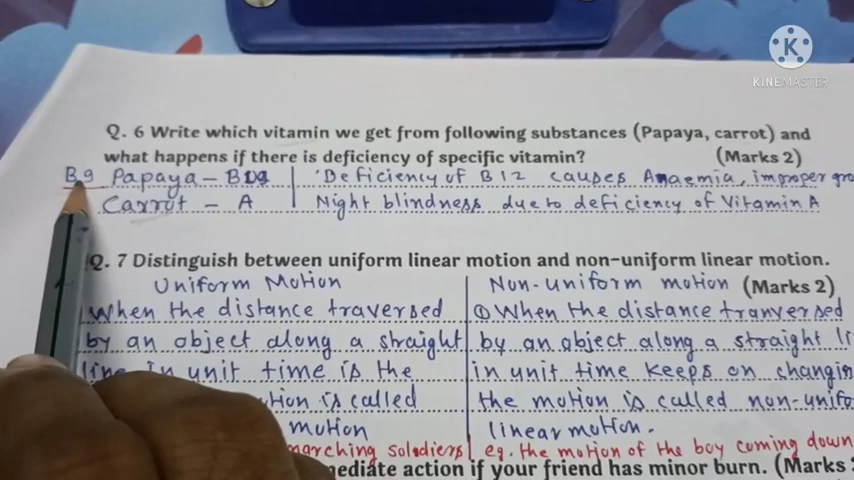 K
KINEMASTER
Q. 6 Write which vitamin we get from following substances (Papaya, carrot) and
what happens if there is deficiency of specific vitamin? (Marks 2)
B9 Papaya - Deficiency of B12 causes Anaemia, improper gro
Carrot - A Night blindness due to deficiency of Vitamin A
Q. 7 Distinguish between uniform linear motion and non-uniform linear motion.
Uniform Motion Non-uniform motion (Marks 2)
When the distance traversed ① When the distance tranversed
by an object along a straight by an object along a straight li
line in unit time is the in unit time keeps on changin
tion is called the motion is called non-unifo
motion linear motion.
marching soldiers eg. the motion of the boy coming down
mediate action if your friend has minor burn. (Marks 2